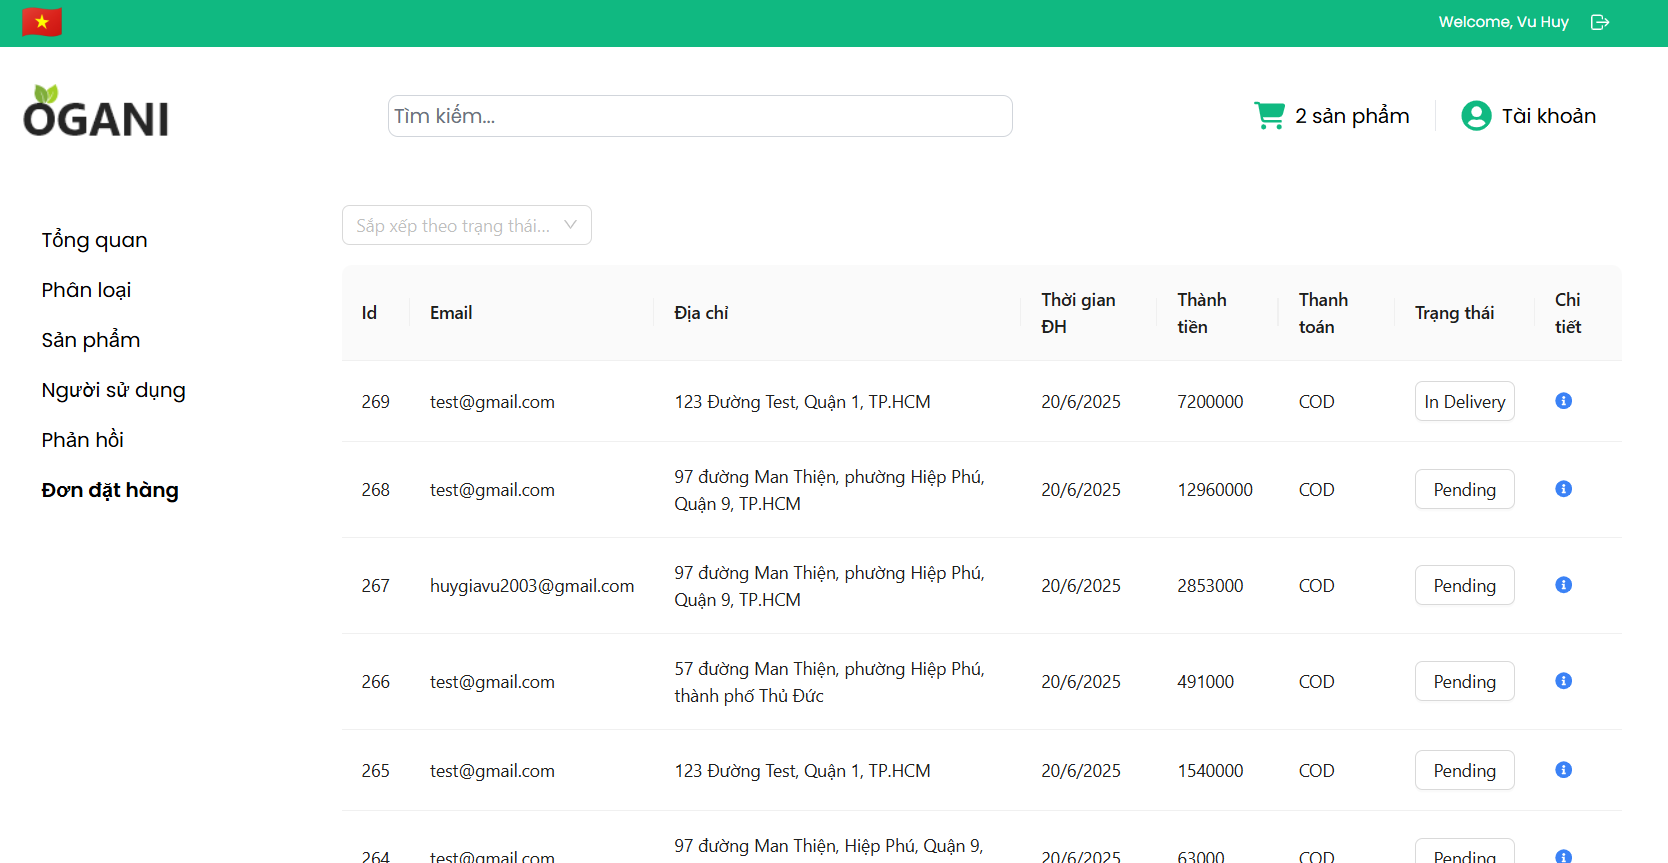 Welcome, Vu Huy
OGANI
Tìm kiếm...
2 sản phẩm
Tài khoản
Tổng quan
Phân loại
Sản phẩm
Người sử dụng
Phản hồi
Đơn đặt hàng
Sắp xếp theo trạng thái...
Id Email Địa chỉ Thời gian ĐH Thành tiền Thanh toán Trạng thái Chi tiết
269 test@gmail.com 123 Đường Test, Quận 1, TP.HCM 20/6/2025 7200000 COD In Delivery
268 test@gmail.com 97 đường Man Thiện, phường Hiệp Phú, 20/6/2025 12960000 COD Pending
Quận 9, TP.HCM
267 huygiavu2003@gmail.com 97 đường Man Thiện, phường Hiệp Phú, 20/6/2025 2853000 COD Pending
Quận 9, TP.HCM
266 test@gmail.com 57 đường Man Thiện, phường Hiệp Phú, 20/6/2025 491000 COD Pending
thành phố Thủ Đức
265 test@gmail.com 123 Đường Test, Quận 1, TP.HCM 20/6/2025 1540000 COD Pending
264 test@gmail.com 97 đường Man Thiện, Hiệp Phú, Quận 9, 20/6/2025 63000 COD Pending